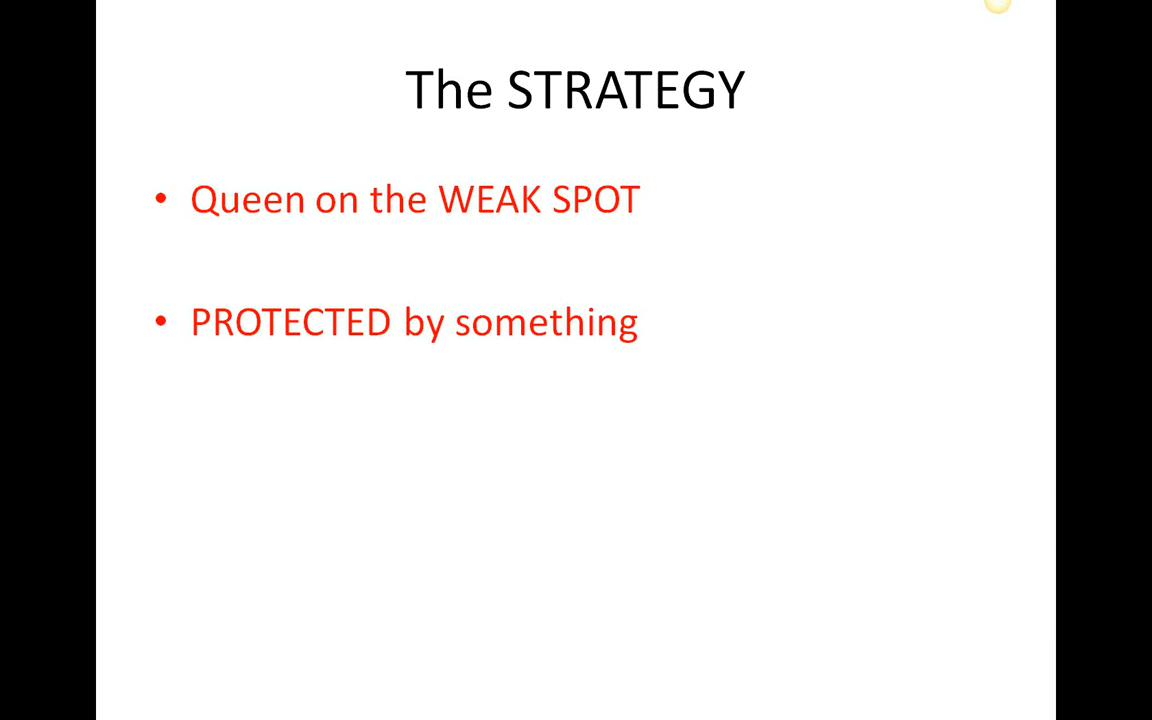 The STRATEGY
• Queen on the WEAK SPOT
• PROTECTED by something